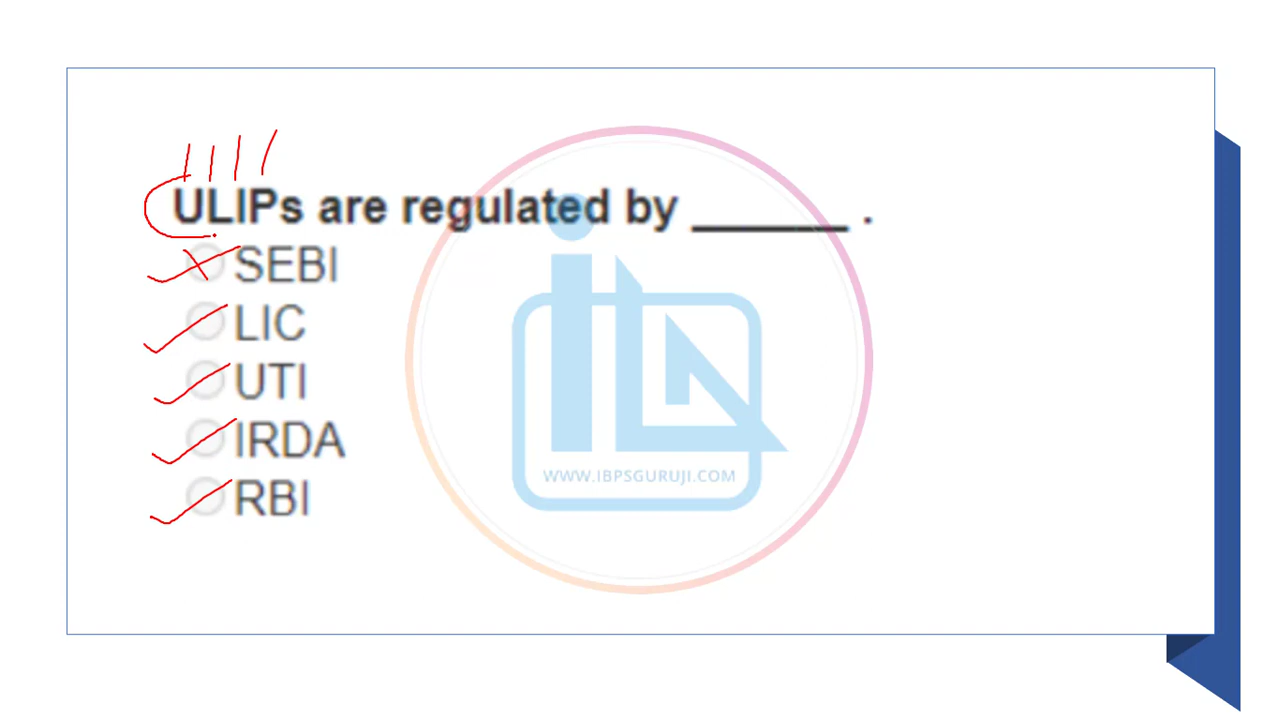 ULIPs are regulated by _______ .
SEBI
LIC
UTI
IRDA
RBI
WWW.IBPSGURUJI.COM